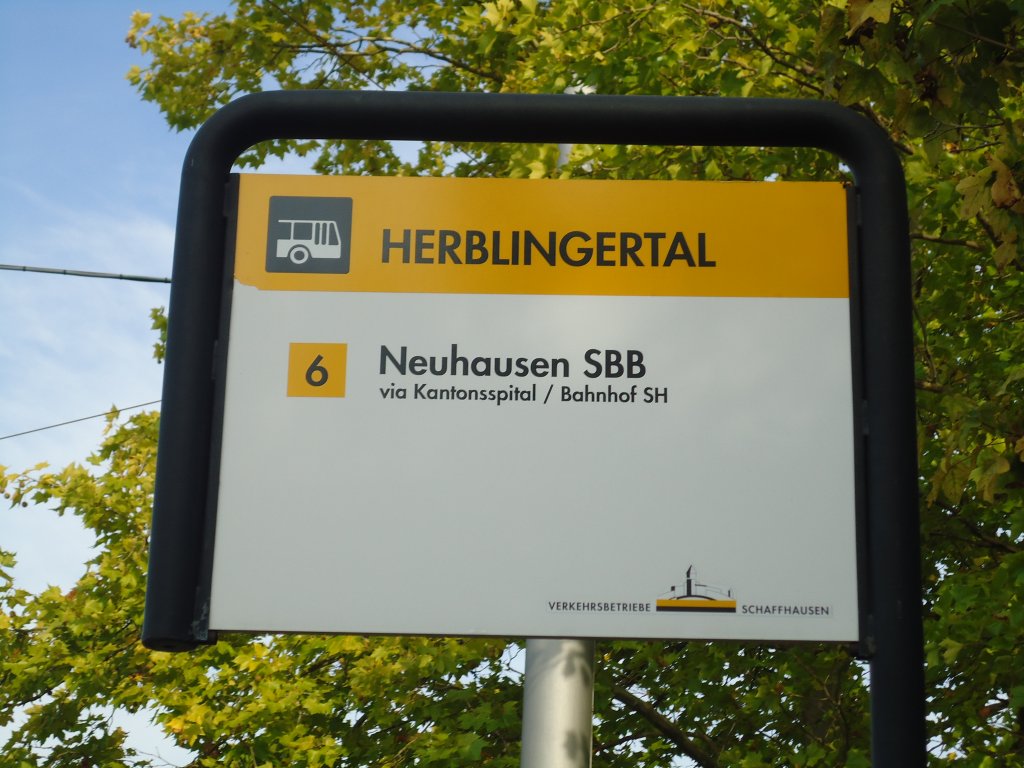 HERBLINGERTAL
6 Neuhausen SBB
via Kantonsspital / Bahnhof SH
VERKEHRSBETRIEBE SCHAFFHAUSEN